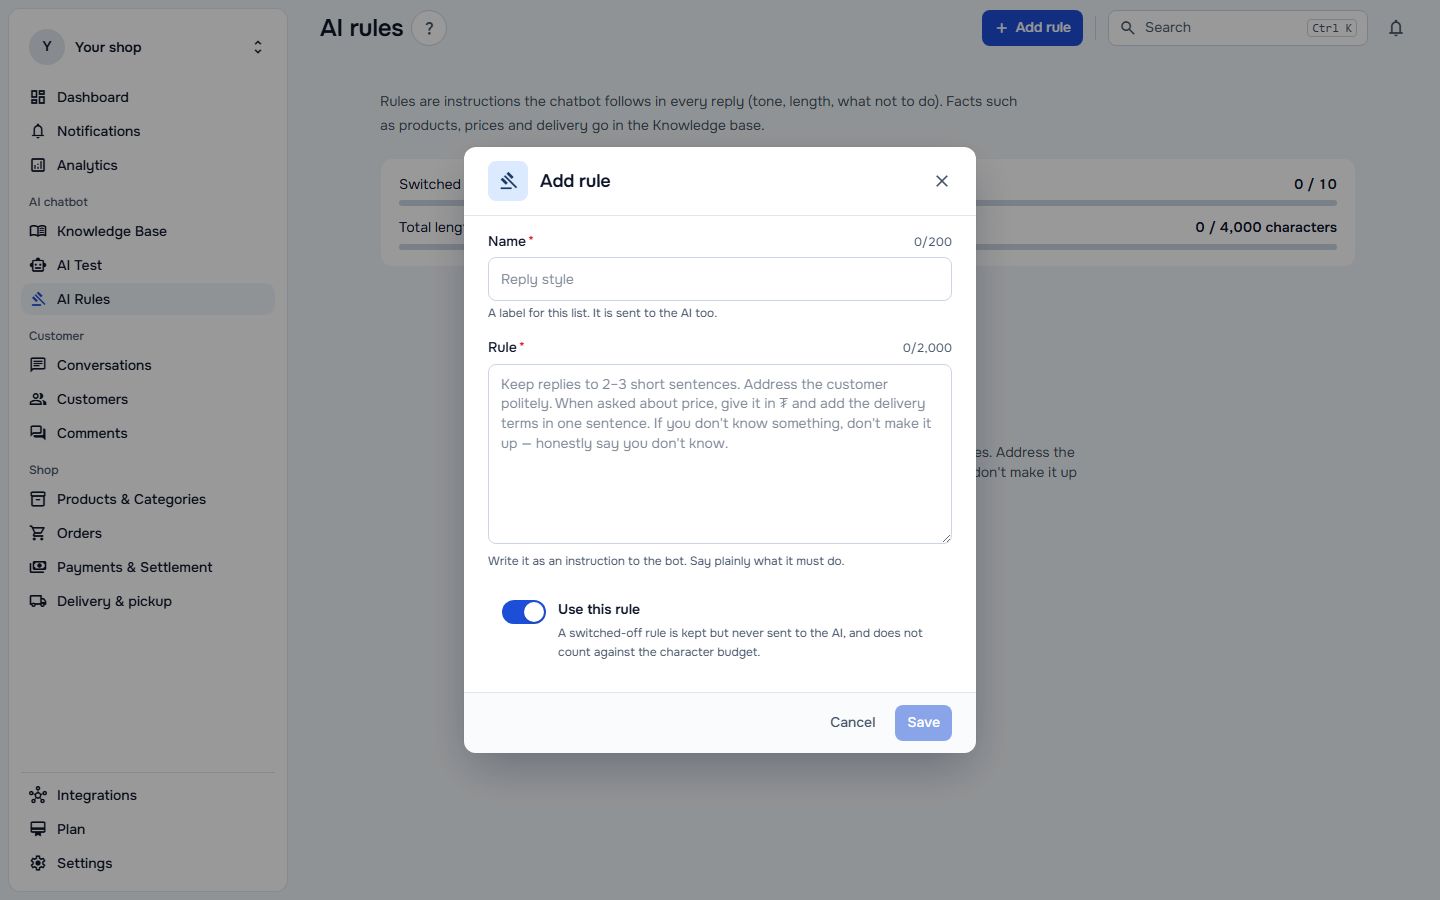 Y
Your shop
Dashboard
Notifications
Analytics
AI chatbot
Knowledge Base
AI Test
AI Rules
Customer
Conversations
Customers
Comments
Shop
Products & Categories
Orders
Payments & Settlement
Delivery & pickup
Integrations
Plan
Settings
AI rules
?
+ Add rule
Search
Ctrl K
Rules are instructions the chatbot follows in every reply (tone, length, what not to do). Facts such
as products, prices and delivery go in the Knowledge base.
Switched
0 / 10
Total
0 / 4,000 characters
es. Address the
don't make it up
Add rule
Name *
0/200
Reply style
A label for this list. It is sent to the AI too.
Rule *
0/2,000
Keep replies to 2–3 short sentences. Address the customer
politely. When asked about price, give it in ₮ and add the delivery
terms in one sentence. If you don't know something, don't make it
up — honestly say you don't know.
Write it as an instruction to the bot. Say plainly what it must do.
Use this rule
A switched-off rule is kept but never sent to the AI, and does not
count against the character budget.
Cancel
Save